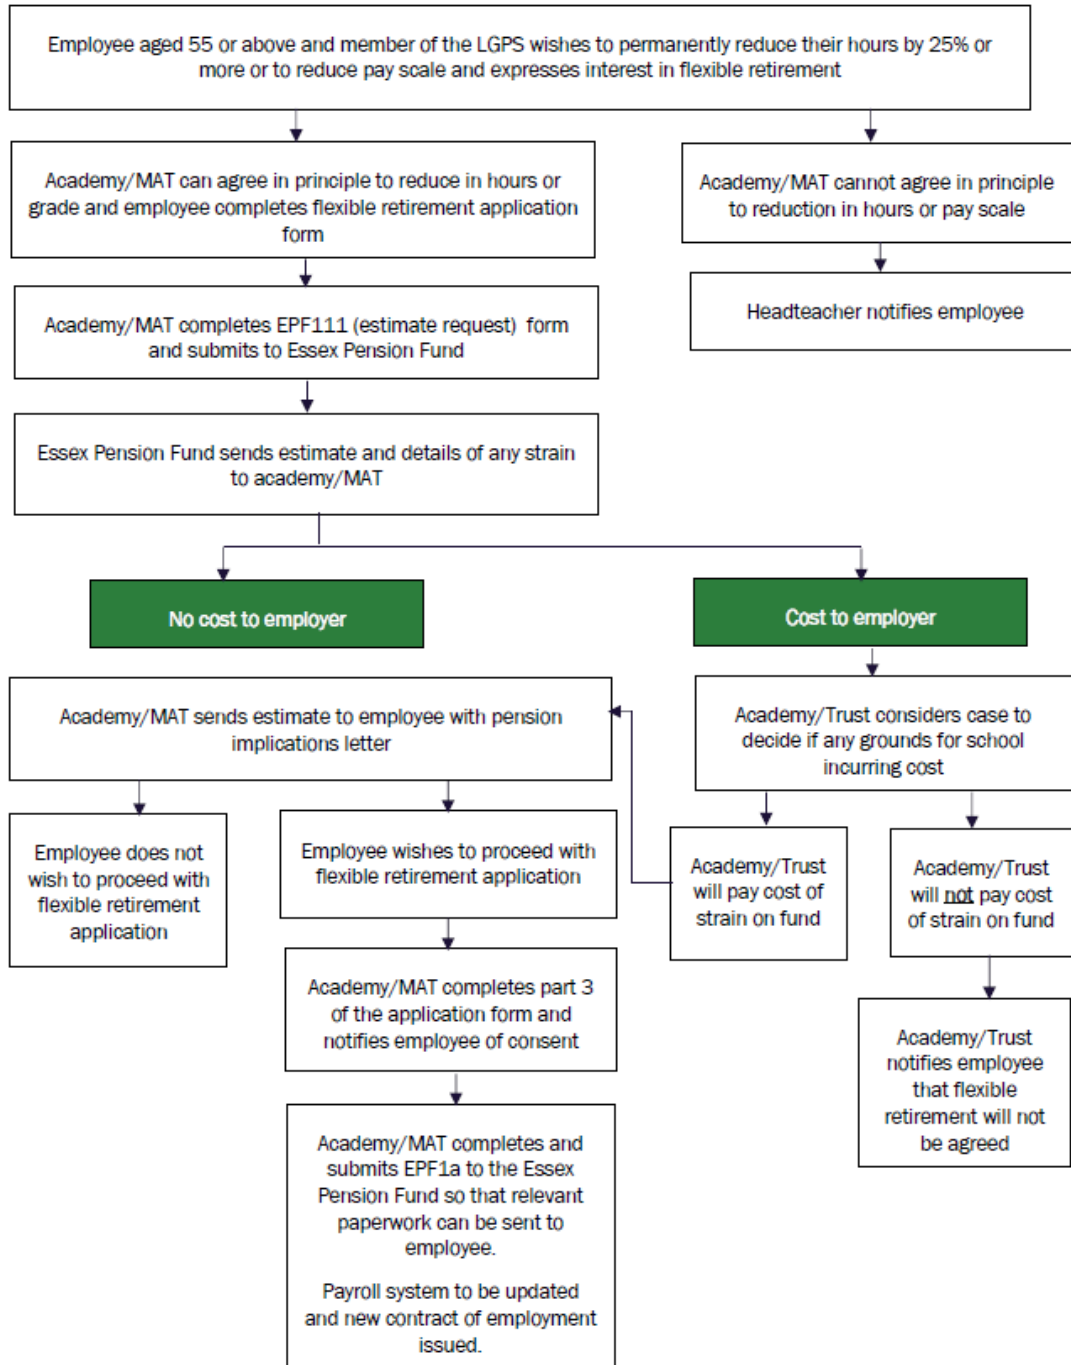 Employee aged 55 or above and member of the LGPS wishes to permanently reduce their hours by 25% or
more or to reduce pay scale and expresses interest in flexible retirement
Academy/MAT can agree in principle to reduce in hours or
grade and employee completes flexible retirement application
form
Academy/MAT cannot agree in principle
to reduction in hours or pay scale
Academy/MAT completes EPF111 (estimate request) form
and submits to Essex Pension Fund
Headteacher notifies employee
Essex Pension Fund sends estimate and details of any strain
to academy/MAT
No cost to employer
Cost to employer
Academy/MAT sends estimate to employee with pension
implications letter
Academy/Trust considers case to
decide if any grounds for school
incurring cost
Employee does not
wish to proceed with
flexible retirement
application
Employee wishes to proceed with
flexible retirement application
Academy/Trust
will pay cost of
strain on fund
Academy/Trust
will not pay cost
of strain on fund
Academy/MAT completes part 3
of the application form and
notifies employee of consent
Academy/Trust
notifies employee
that flexible
retirement will not
be agreed
Academy/MAT completes and
submits EPF1a to the Essex
Pension Fund so that relevant
paperwork can be sent to
employee.
Payroll system to be updated
and new contract of employment
issued.